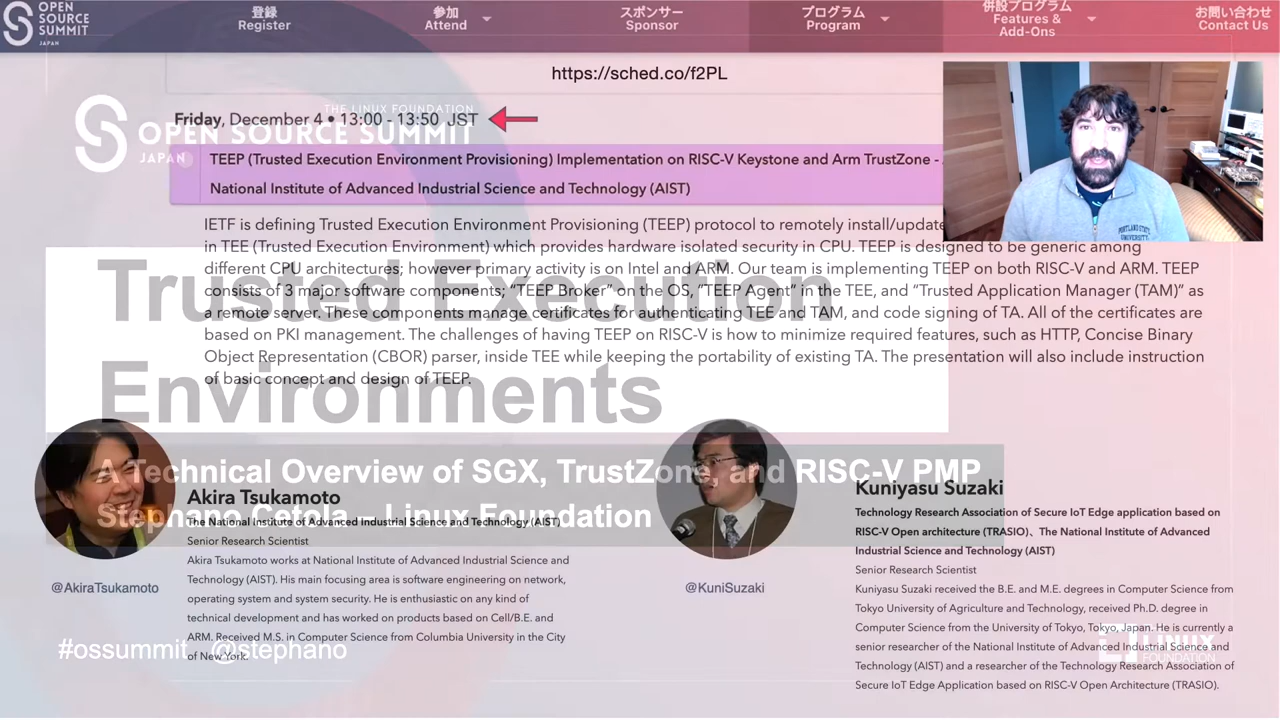 OPEN
SOURCE
SUMMIT
JAPAN
登録
Register
参加
Attend
スポンサー
Sponsor
プログラム
Program
併設プログラム
Features &
Add-Ons
お問い合わせ
Contact Us
https://sched.co/f2PL
THE LINUX FOUNDATION
OPEN SOURCE SUMMIT
JAPAN
Friday, December 4 • 13:00 - 13:50 JST
TEEP (Trusted Execution Environment Provisioning) Implementation on RISC-V Keystone and Arm TrustZone -
National Institute of Advanced Industrial Science and Technology (AIST)
IETF is defining Trusted Execution Environment Provisioning (TEEP) protocol to remotely install/update
in TEE (Trusted Execution Environment) which provides hardware isolated security in CPU. TEEP is designed to be generic among
different CPU architectures; however primary activity is on Intel and ARM. Our team is implementing TEEP on both RISC-V and ARM. TEEP
consists of 3 major software components; “TEEP Broker” on the OS, “TEEP Agent” in the TEE, and “Trusted Application Manager (TAM)” as
a remote server. These components manage certificates for authenticating TEE and TAM, and code signing of TA. All of the certificates are
based on PKI management. The challenges of having TEEP on RISC-V is how to minimize required features, such as HTTP, Concise Binary
Object Representation (CBOR) parser, inside TEE while keeping the portability of existing TA. The presentation will also include instruction
of basic concept and design of TEEP.
Trusted Execution
Environments
A Technical Overview of SGX, TrustZone, and RISC-V PMP
Stephano Cetola – Linux Foundation
Akira Tsukamoto
The National Institute of Advanced Industrial Science and Technology (AIST)
Senior Research Scientist
Akira Tsukamoto works at National Institute of Advanced Industrial Science and
Technology (AIST). His main focusing area is software engineering on network,
operating system and system security. He is enthusiastic on any kind of
technical development and has worked on products based on Cell/B.E. and
ARM. Received M.S. in Computer Science from Columbia University in the City
of New York.
@AkiraTsukamoto
Kuniyasu Suzaki
Technology Research Association of Secure IoT Edge application based on
RISC-V Open architecture (TRASIO)、The National Institute of Advanced
Industrial Science and Technology (AIST)
Senior Research Scientist
Kuniyasu Suzaki received the B.E. and M.E. degrees in Computer Science from
Tokyo University of Agriculture and Technology, received Ph.D. degree in
Computer Science from the University of Tokyo, Tokyo, Japan. He is currently a
senior researcher of the National Institute of Advanced Industrial Science and
Technology (AIST) and a researcher of the Technology Research Association of
Secure IoT Edge Application based on RISC-V Open Architecture (TRASIO).
@KuniSuzaki
#ossummit @stephano
LINUX
FOUNDATION
PORTLAND STATE
UNIVERSITY